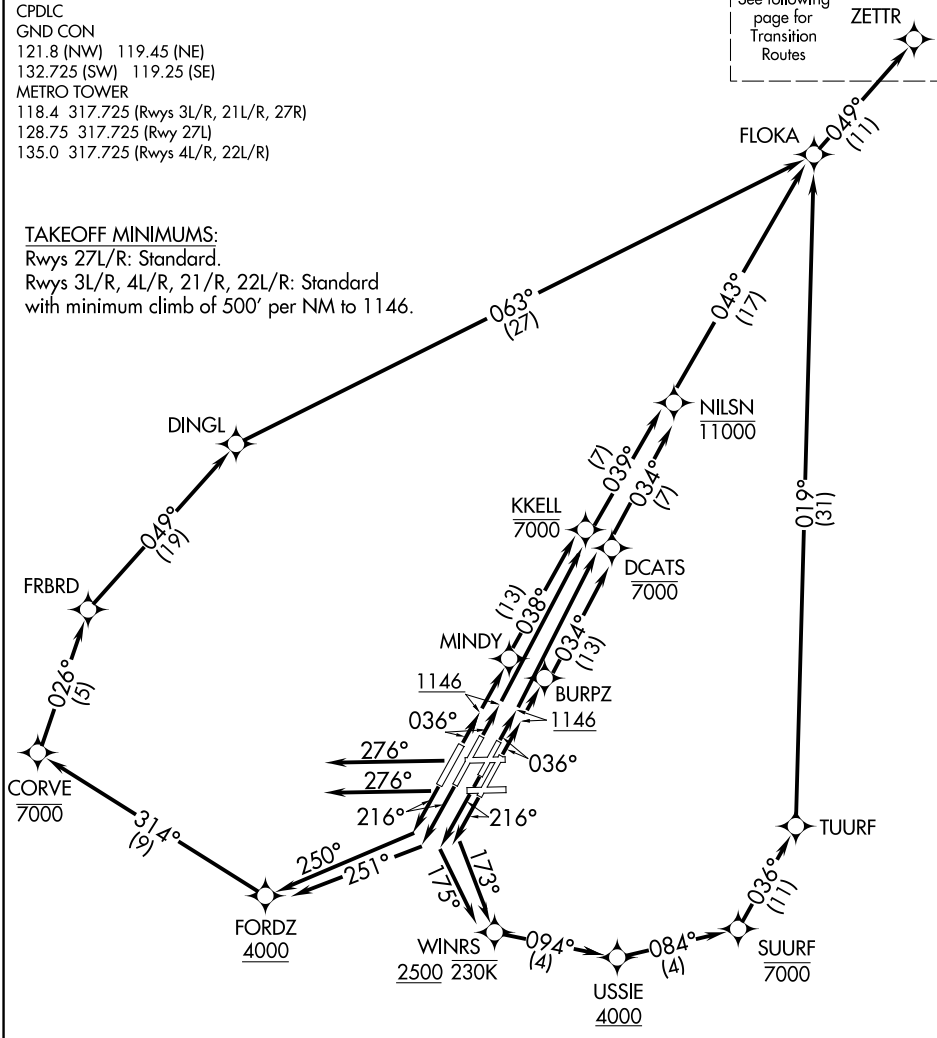 CPDLC
GND CON
121.8 (NW) 119.45 (NE)
132.725 (SW) 119.25 (SE)
METRO TOWER
118.4 317.725 (Rwys 3L/R, 21L/R, 27R)
128.75 317.725 (Rwy 27L)
135.0 317.725 (Rwys 4L/R, 22L/R)
See following
page for
Transition
Routes
ZETTR
049°
(11)
FLOKA
TAKEOFF MINIMUMS:
Rwys 27L/R: Standard.
Rwys 3L/R, 4L/R, 21/R, 22L/R: Standard
with minimum climb of 500' per NM to 1146.
063°
(27)
043°
(17)
DINGL
NILSN
11000
(7)
039°
034°
(7)
019°
(31)
049°
(19)
KKELL
7000
DCATS
7000
FRBRD
(13)
038°
034°
(13)
MINDY
026°
(5)
1146
BURPZ
1146
036°
036°
276°
276°
CORVE
7000
216°
216°
TUURF
314°
(9)
250°
251°
175°
173°
036°
(11)
FORDZ
4000
WINRS
2500 230K
094°
(4)
084°
(4)
SUURF
7000
USSIE
4000